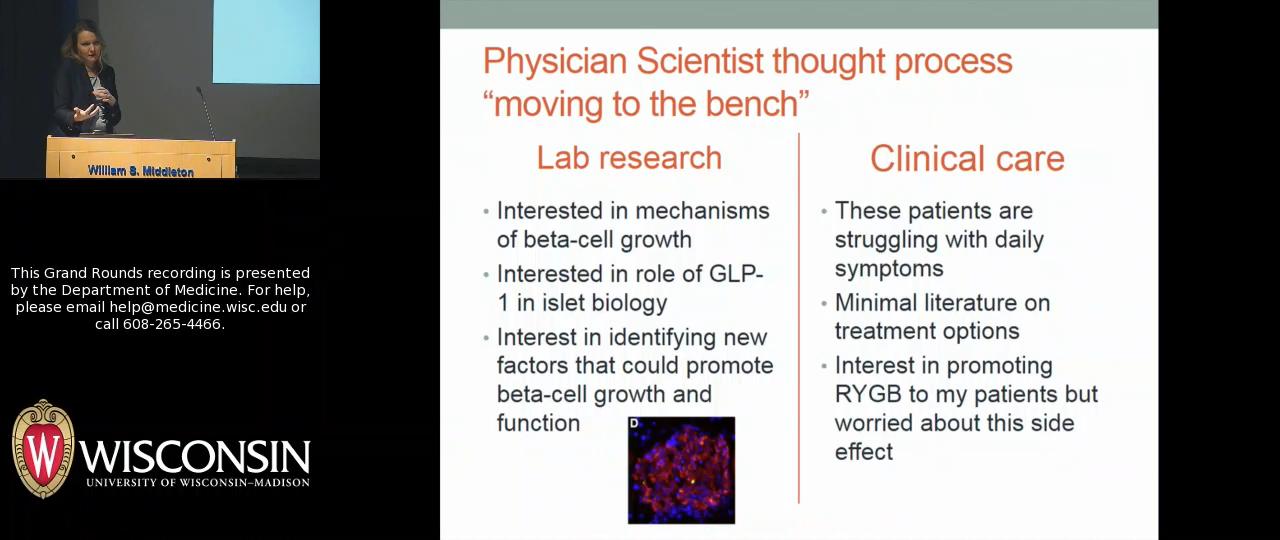 William S. Middleton
This Grand Rounds recording is presented
by the Department of Medicine. For help,
please email help@medicine.wisc.edu or
call 608-265-4466.
W
WISCONSIN
UNIVERSITY OF WISCONSIN–MADISON
Physician Scientist thought process
“moving to the bench”
Lab research
• Interested in mechanisms
of beta-cell growth
• Interested in role of GLP-
1 in islet biology
• Interest in identifying new
factors that could promote
beta-cell growth and
function
D
Clinical care
• These patients are
struggling with daily
symptoms
• Minimal literature on
treatment options
• Interest in promoting
RYGB to my patients but
worried about this side
effect